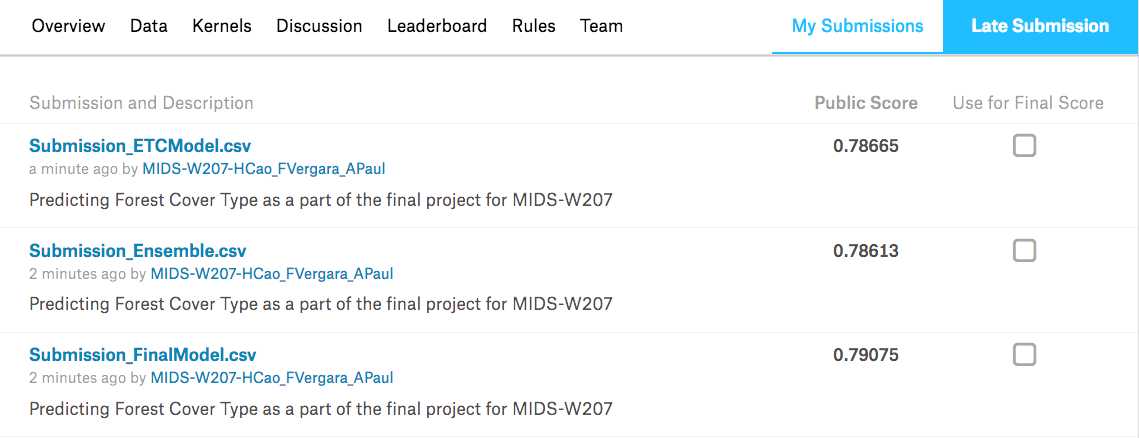 Overview Data Kernels Discussion Leaderboard Rules Team My Submissions Late Submission
Submission and Description Public Score Use for Final Score
Submission_ETCModel.csv 0.78665
a minute ago by MIDS-W207-HCao_FVergara_APaul
Predicting Forest Cover Type as a part of the final project for MIDS-W207
Submission_Ensemble.csv 0.78613
2 minutes ago by MIDS-W207-HCao_FVergara_APaul
Predicting Forest Cover Type as a part of the final project for MIDS-W207
Submission_FinalModel.csv 0.79075
2 minutes ago by MIDS-W207-HCao_FVergara_APaul
Predicting Forest Cover Type as a part of the final project for MIDS-W207